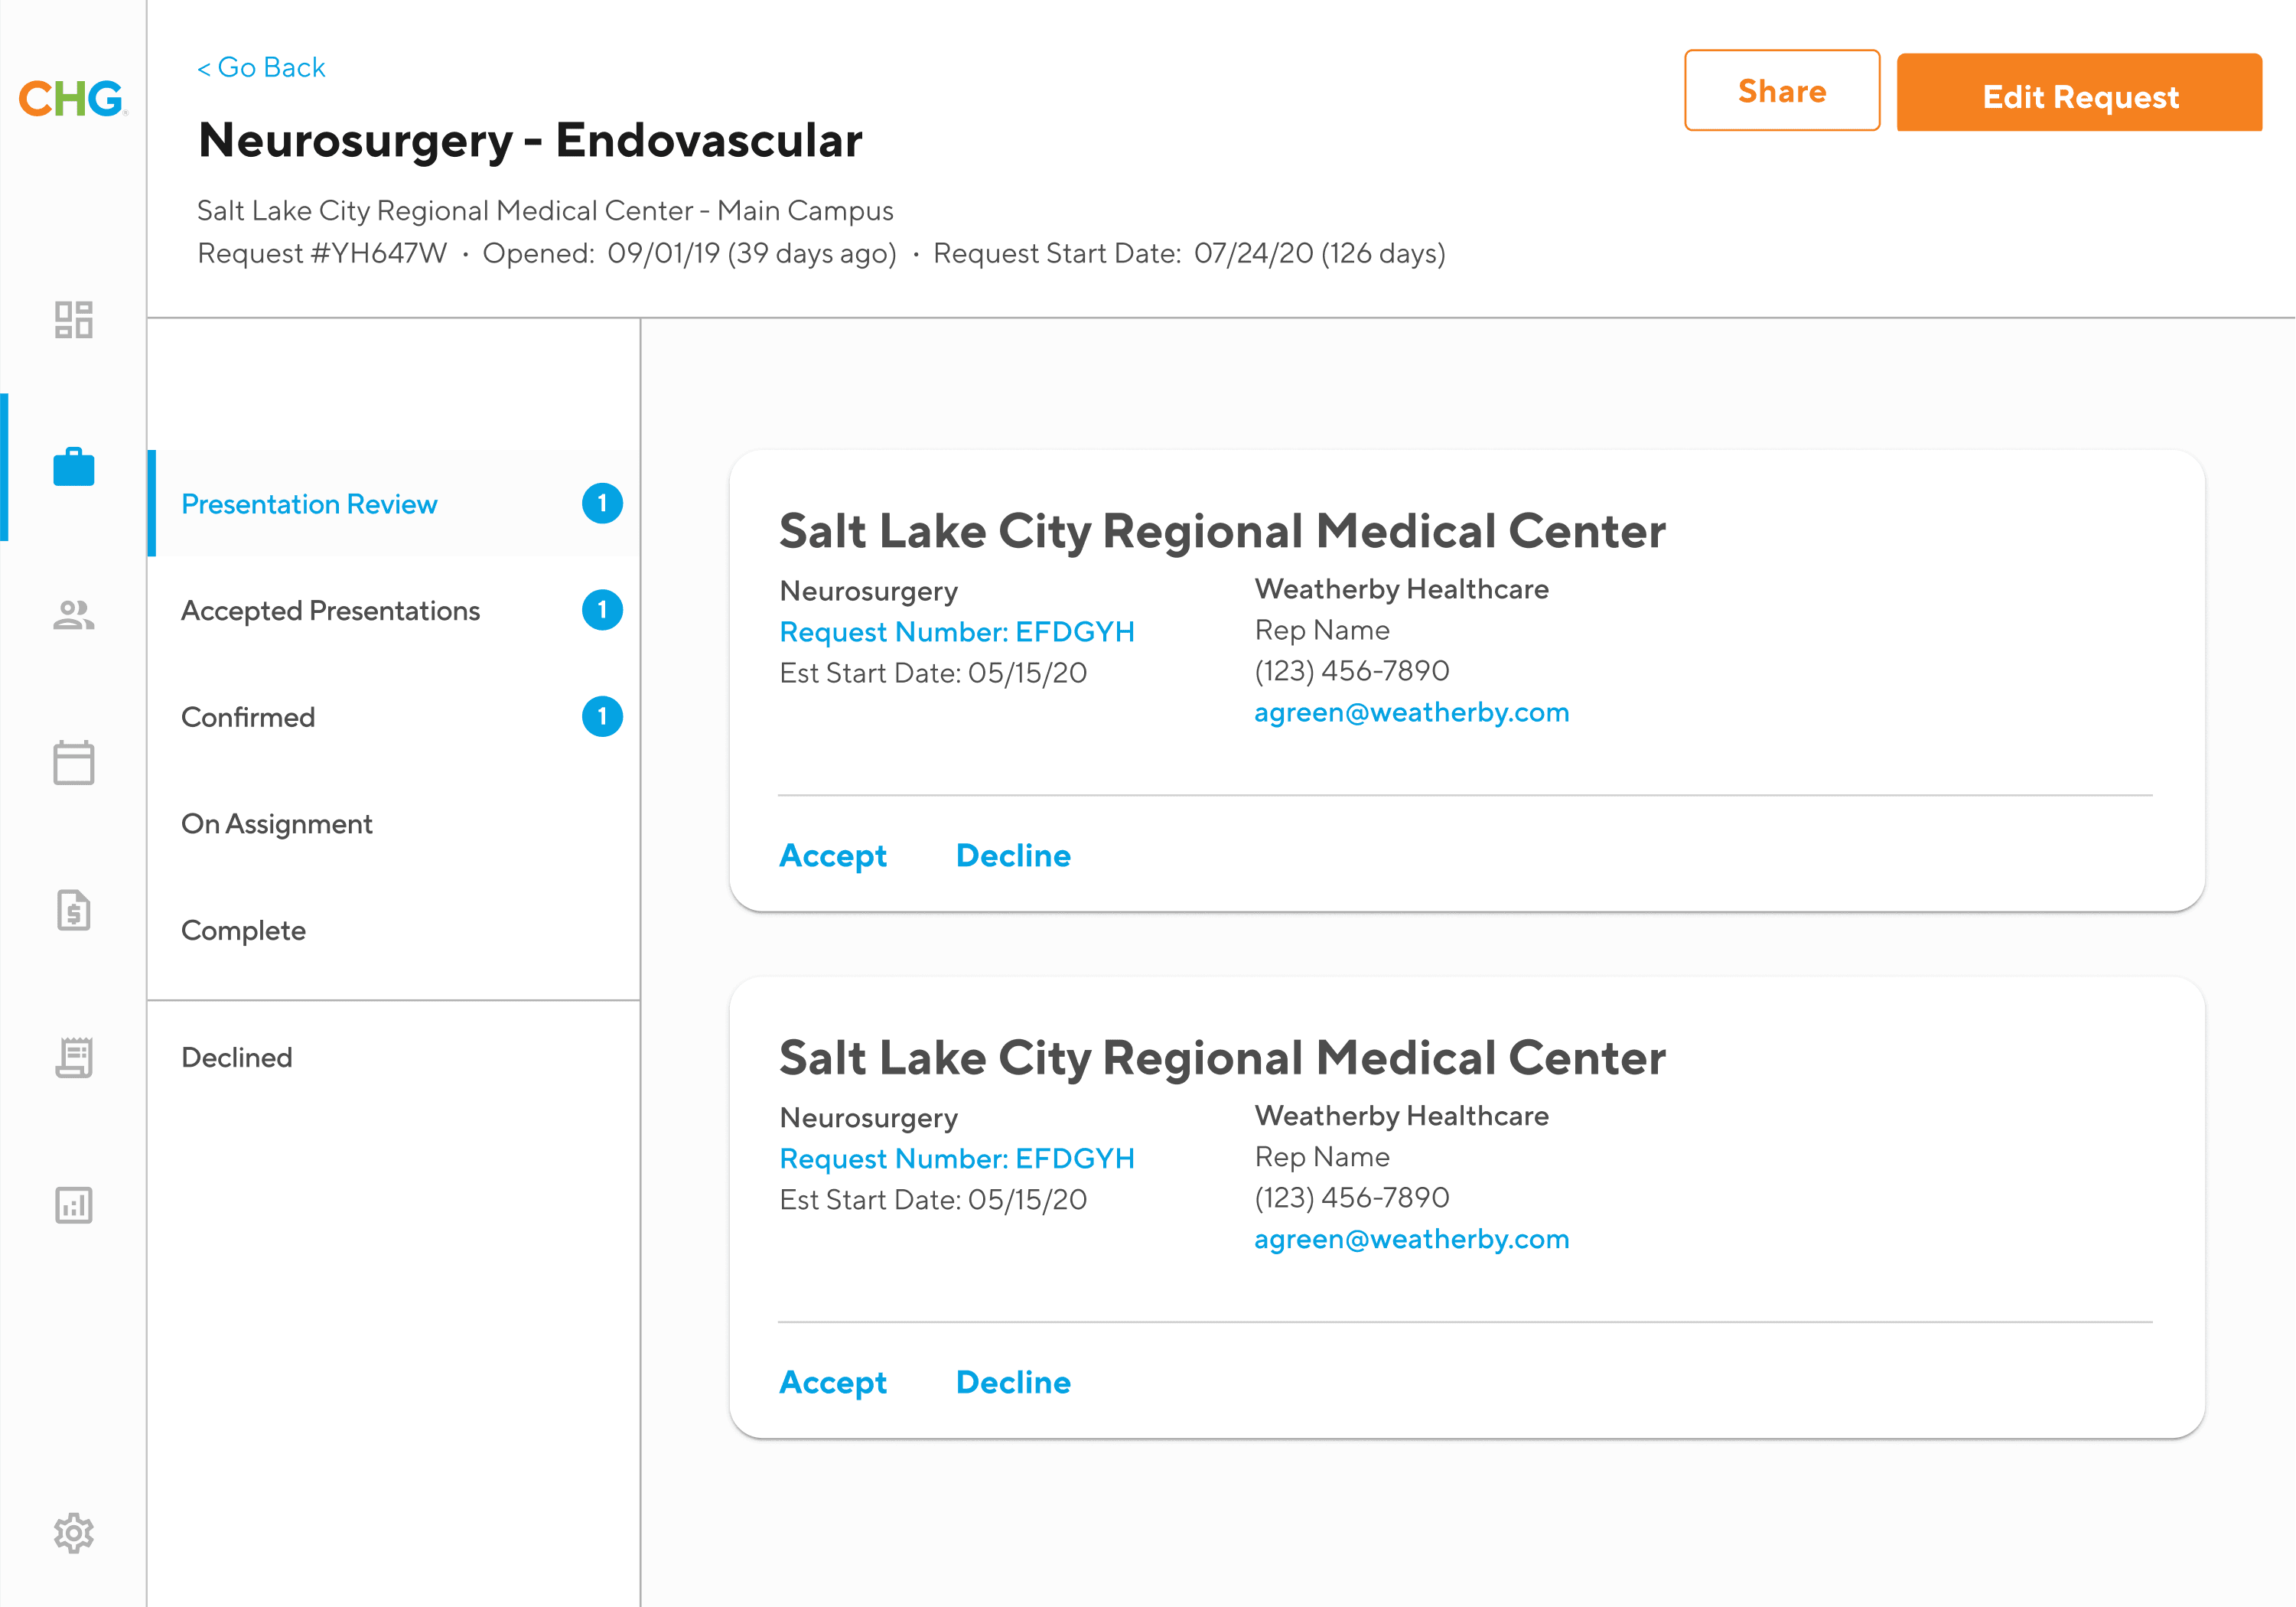 CHG
< Go Back
Neurosurgery - Endovascular
Salt Lake City Regional Medical Center - Main Campus
Request #YH647W · Opened: 09/01/19 (39 days ago) · Request Start Date: 07/24/20 (126 days)
Share
Edit Request
Presentation Review 1
Accepted Presentations 1
Confirmed 1
On Assignment
Complete
Declined
Salt Lake City Regional Medical Center
Neurosurgery
Request Number: EFDGYH
Est Start Date: 05/15/20
Weatherby Healthcare
Rep Name
(123) 456-7890
agreen@weatherby.com
Accept
Decline
Salt Lake City Regional Medical Center
Neurosurgery
Request Number: EFDGYH
Est Start Date: 05/15/20
Weatherby Healthcare
Rep Name
(123) 456-7890
agreen@weatherby.com
Accept
Decline